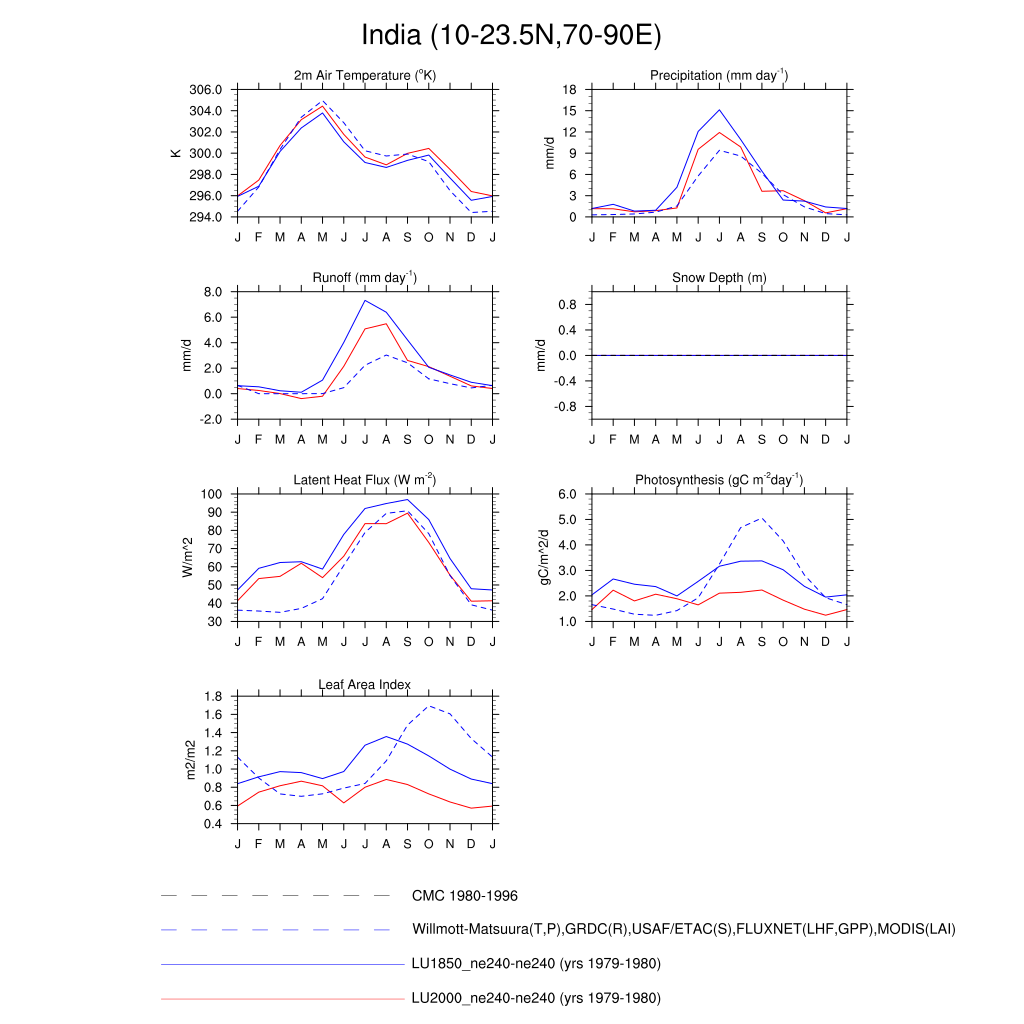 India (10-23.5N,70-90E)
2m Air Temperature (°K)
K
306.0
304.0
302.0
300.0
298.0
296.0
294.0
J F M A M J J A S O N D J
Precipitation (mm day-1)
mm/d
18
15
12
9
6
3
0
J F M A M J J A S O N D J
Runoff (mm day-1)
mm/d
8.0
6.0
4.0
2.0
0.0
-2.0
J F M A M J J A S O N D J
Snow Depth (m)
mm/d
0.8
0.4
0.0
-0.4
-0.8
J F M A M J J A S O N D J
Latent Heat Flux (W m-2)
W/m^2
100
90
80
70
60
50
40
30
J F M A M J J A S O N D J
Photosynthesis (gC m-2day-1)
gC/m^2/d
6.0
5.0
4.0
3.0
2.0
1.0
J F M A M J J A S O N D J
Leaf Area Index
m2/m2
1.8
1.6
1.4
1.2
1.0
0.8
0.6
0.4
J F M A M J J A S O N D J
CMC 1980-1996
Willmott-Matsuura(T,P),GRDC(R),USAF/ETAC(S),FLUXNET(LHF,GPP),MODIS(LAI)
LU1850_ne240-ne240 (yrs 1979-1980)
LU2000_ne240-ne240 (yrs 1979-1980)